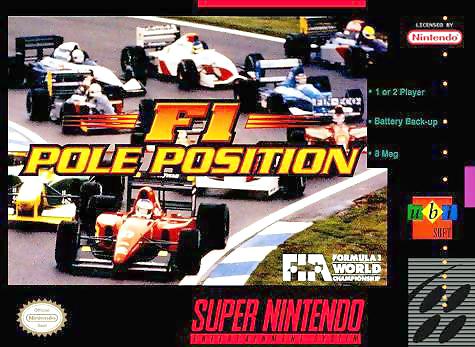 LICENSED BY
Nintendo
F1
POLE POSITION
• 1 or 2 Player
• Battery Back-up
• 8 Meg
ubi
SOFT
FIA
FORMULA 1
WORLD
CHAMPIONSHIP
Official
Nintendo
Seal
SUPER NINTENDO
ENTERTAINMENT SYSTEM